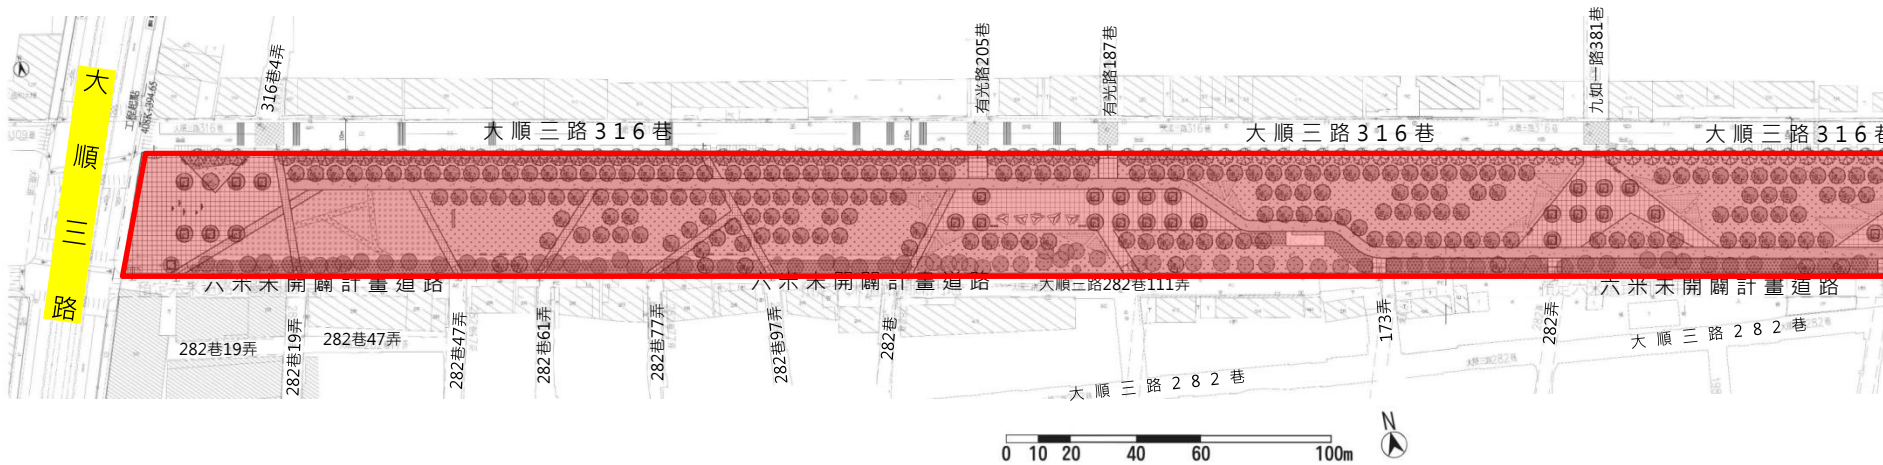 大順三路
工程起點
408K+394.65
316巷4弄
有光路205巷
有光路187巷
九如一路381巷
大順三路316巷
大順三路316巷
大順三路316巷
六米未開闢計畫道路
六米未開闢計畫道路
大順三路282巷111弄
六米未開闢計畫道路
282巷19弄
282巷19弄
282巷47弄
282巷47弄
282巷61弄
282巷77弄
282巷97弄
282巷
173弄
282弄
大順三路282巷
大順三路282巷
N
0 10 20 40 60 100m